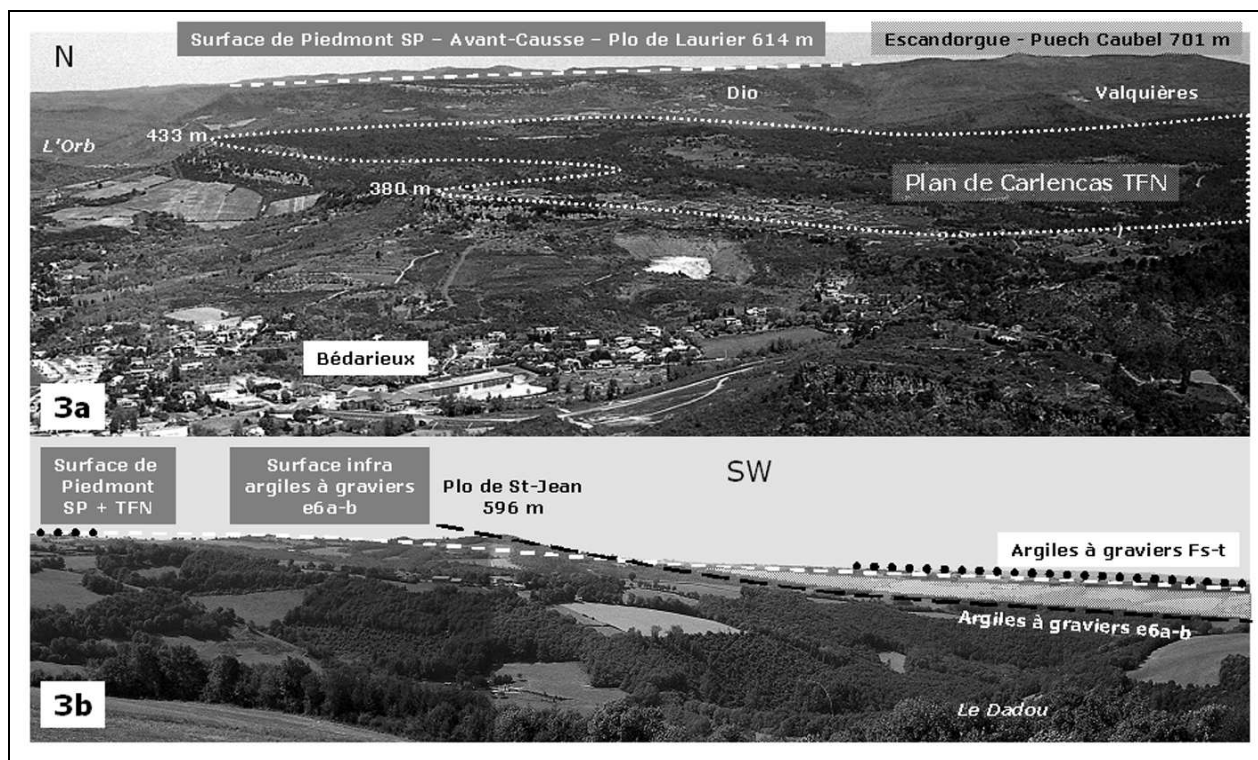 Surface de Piedmont SP – Avant-Causse – Plo de Laurier 614 m
Escandorgue - Puech Caubel 701 m
N
Dio
Valquières
433 m
L'Orb
380 m
Plan de Carlencas TFN
Bédarieux
3a
Surface de
Piedmont
SP + TFN
Surface infra
argiles à graviers
e6a-b
Plo de St-Jean
596 m
SW
Argiles à graviers Fs-t
Argiles à graviers e6a-b
Le Dadou
3b